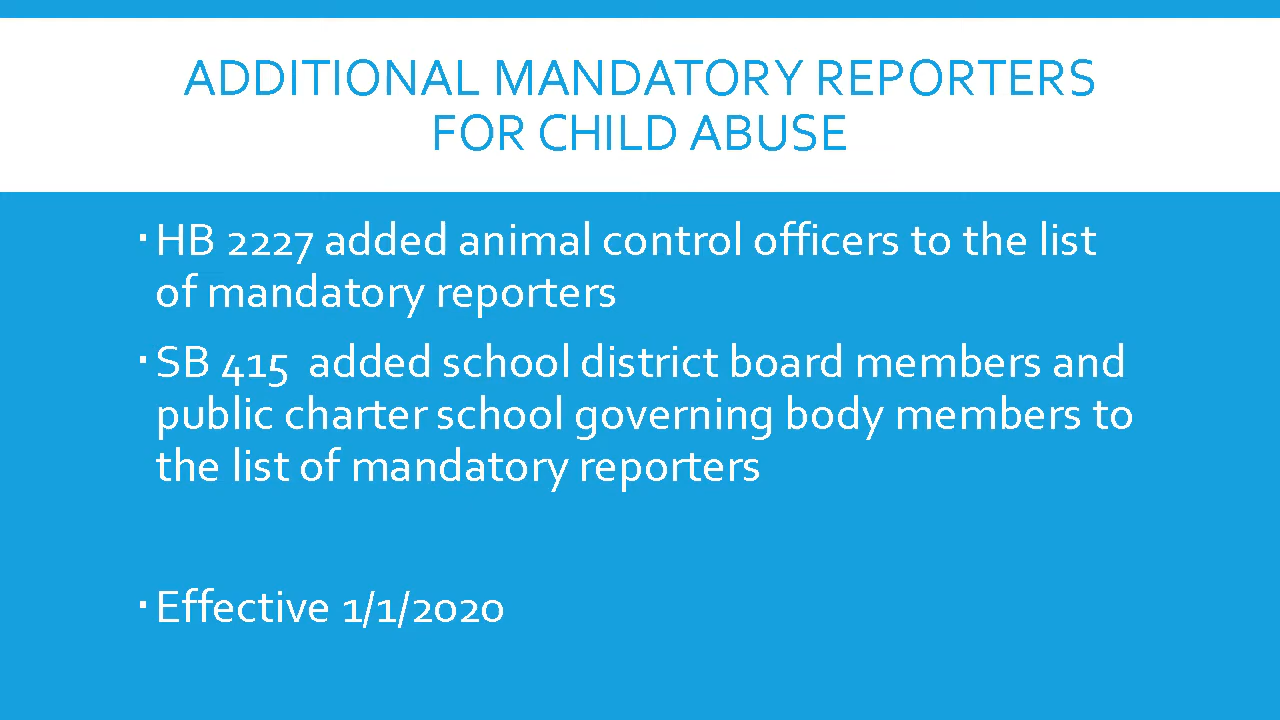 ADDITIONAL MANDATORY REPORTERS
FOR CHILD ABUSE
▪ HB 2227 added animal control officers to the list
of mandatory reporters
▪ SB 415  added school district board members and
public charter school governing body members to
the list of mandatory reporters
▪ Effective 1/1/2020